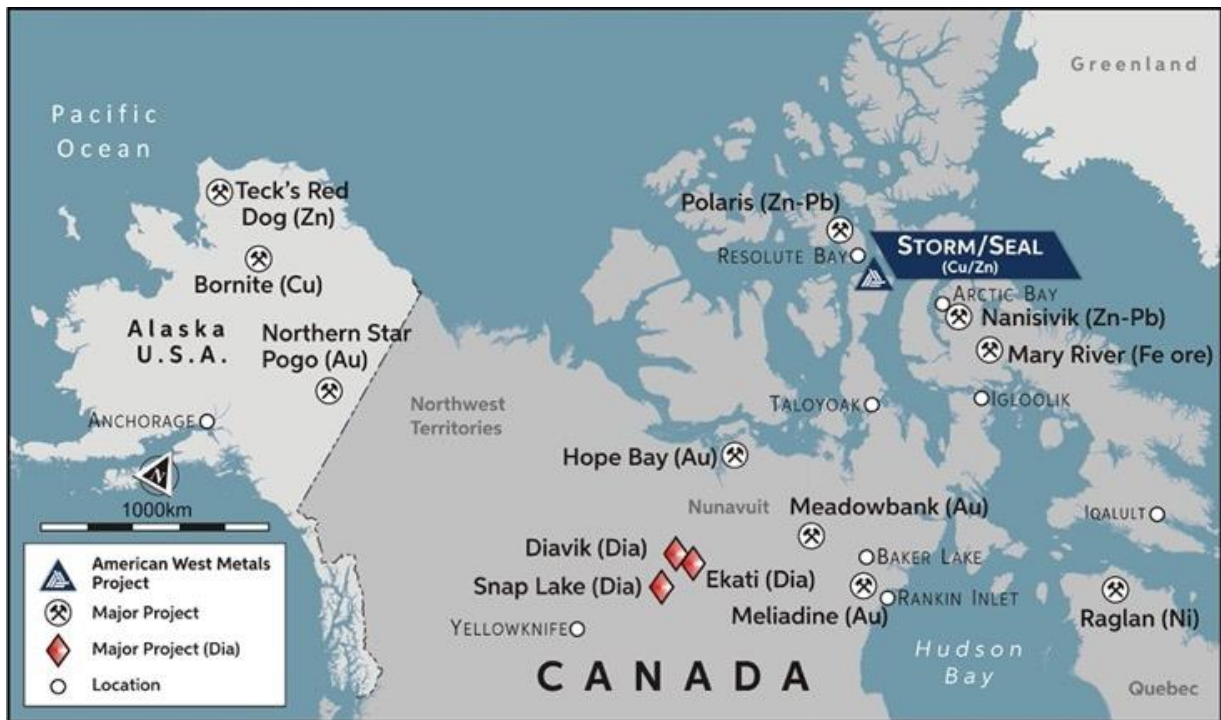 Greenland
Pacific
Ocean
Teck's Red
Dog (Zn)
Bornite (Cu)
Alaska
U.S.A.
Northern Star
Pogo (Au)
ANCHORAGE
N
1000km
American West Metals
Project
Major Project
Major Project (Dia)
Location
Polaris (Zn-Pb)
RESOLUTE BAY
STORM/SEAL
(Cu/Zn)
ARCTIC BAY
Nanisivik (Zn-Pb)
Mary River (Fe ore)
Northwest
Territories
TALOYOAK
IGLOOLIK
Hope Bay (Au)
Nunavuit
Meadowbank (Au)
IQALULT
Diavik (Dia)
Ekati (Dia)
Snap Lake (Dia)
BAKER LAKE
Meliadine (Au)
RANKIN INLET
Raglan (Ni)
YELLOWKNIFE
CANADA
Hudson
Bay
Quebec